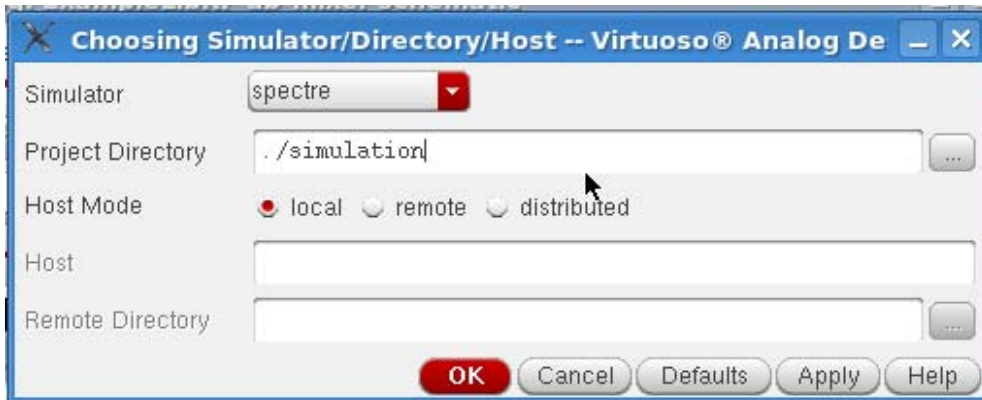 Choosing Simulator/Directory/Host -- Virtuoso® Analog De
Simulator spectre
Project Directory ./simulation ...
Host Mode local remote distributed
Host
Remote Directory ...
OK Cancel Defaults Apply Help